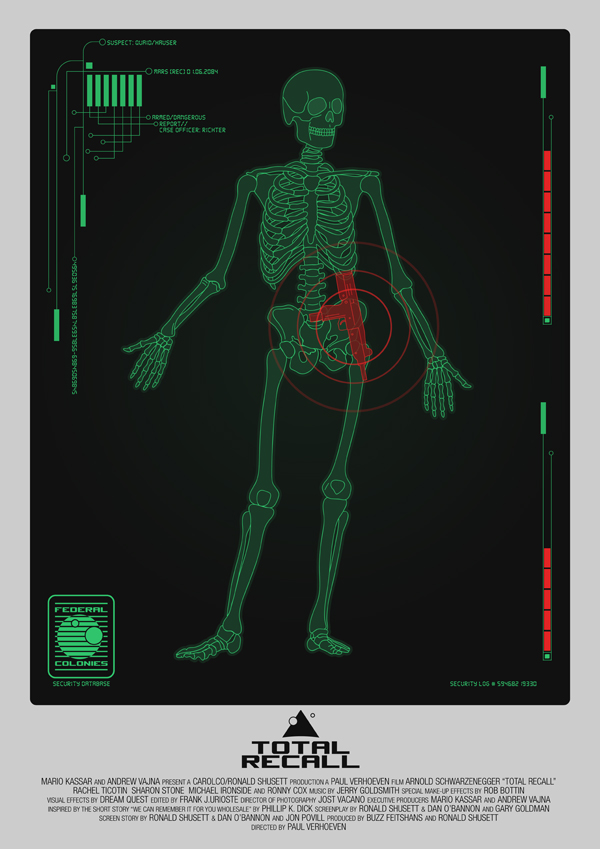 SUSPECT: QUAID/HAUSER
MARS [REC] 01.06.2084
ARMED/DANGEROUS
REPORT//
CASE OFFICER: RICHTER
FEDERAL
COLONIES
SECURITY DATABASE
SECURITY LOG # 594682 19330
TOTAL
RECALL
MARIO KASSAR AND ANDREW VAJNA PRESENT A CAROLCO/RONALD SHUSETT PRODUCTION A PAUL VERHOEVEN FILM ARNOLD SCHWARZENEGGER "TOTAL RECALL"
RACHEL TICOTIN SHARON STONE MICHAEL IRONSIDE AND RONNY COX MUSIC BY JERRY GOLDSMITH SPECIAL MAKE-UP EFFECTS BY ROB BOTTIN
VISUAL EFFECTS BY DREAM QUEST EDITED BY FRANK J.URIOSTE DIRECTOR OF PHOTOGRAPHY JOST VACANO EXECUTIVE PRODUCERS MARIO KASSAR AND ANDREW VAJNA
INSPIRED BY THE SHORT STORY "WE CAN REMEMBER IT FOR YOU WHOLESALE" BY PHILLIP K. DICK SCREENPLAY BY RONALD SHUSETT & DAN O'BANNON AND GARY GOLDMAN
SCREEN STORY BY RONALD SHUSETT & DAN O'BANNON AND JON POVILL PRODUCED BY BUZZ FEITSHANS AND RONALD SHUSETT
DIRECTED BY PAUL VERHOEVEN